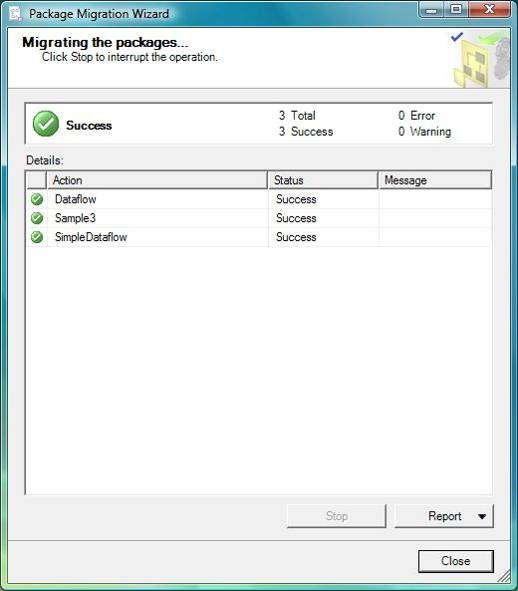 Package Migration Wizard
Migrating the packages...
Click Stop to interrupt the operation.
Success
3 Total
0 Error
3 Success
0 Warning
Details:
Action Status Message
Dataflow Success
Sample3 Success
SimpleDataflow Success
Stop
Report
Close